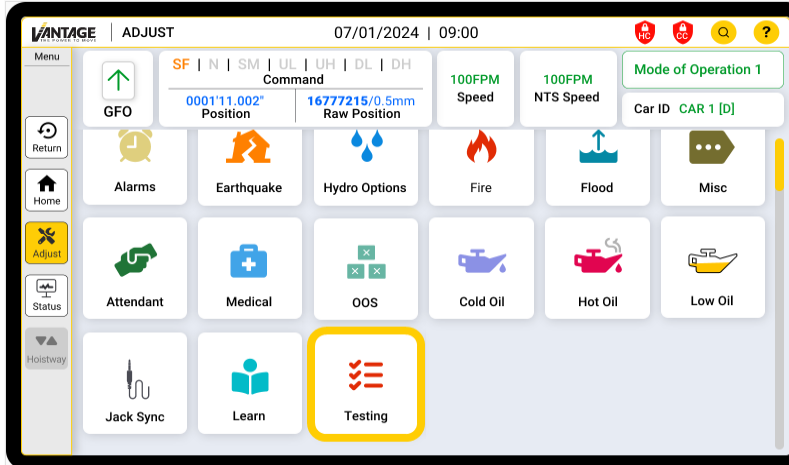 VANTAGE
THE POWER TO MOVE
ADJUST
07/01/2024 | 09:00
HC
CC
?
Menu
GFO
SF | N | SM | UL | UH | DL | DH
Command
0001'11.002"
Position
16777215/0.5mm
Raw Position
100FPM
Speed
100FPM
NTS Speed
Mode of Operation 1
Car ID CAR 1 [D]
Return
Home
Adjust
Status
Hoistway
Alarms
Earthquake
Hydro Options
Fire
Flood
Misc
Attendant
Medical
OOS
Cold Oil
Hot Oil
Low Oil
Jack Sync
Learn
Testing